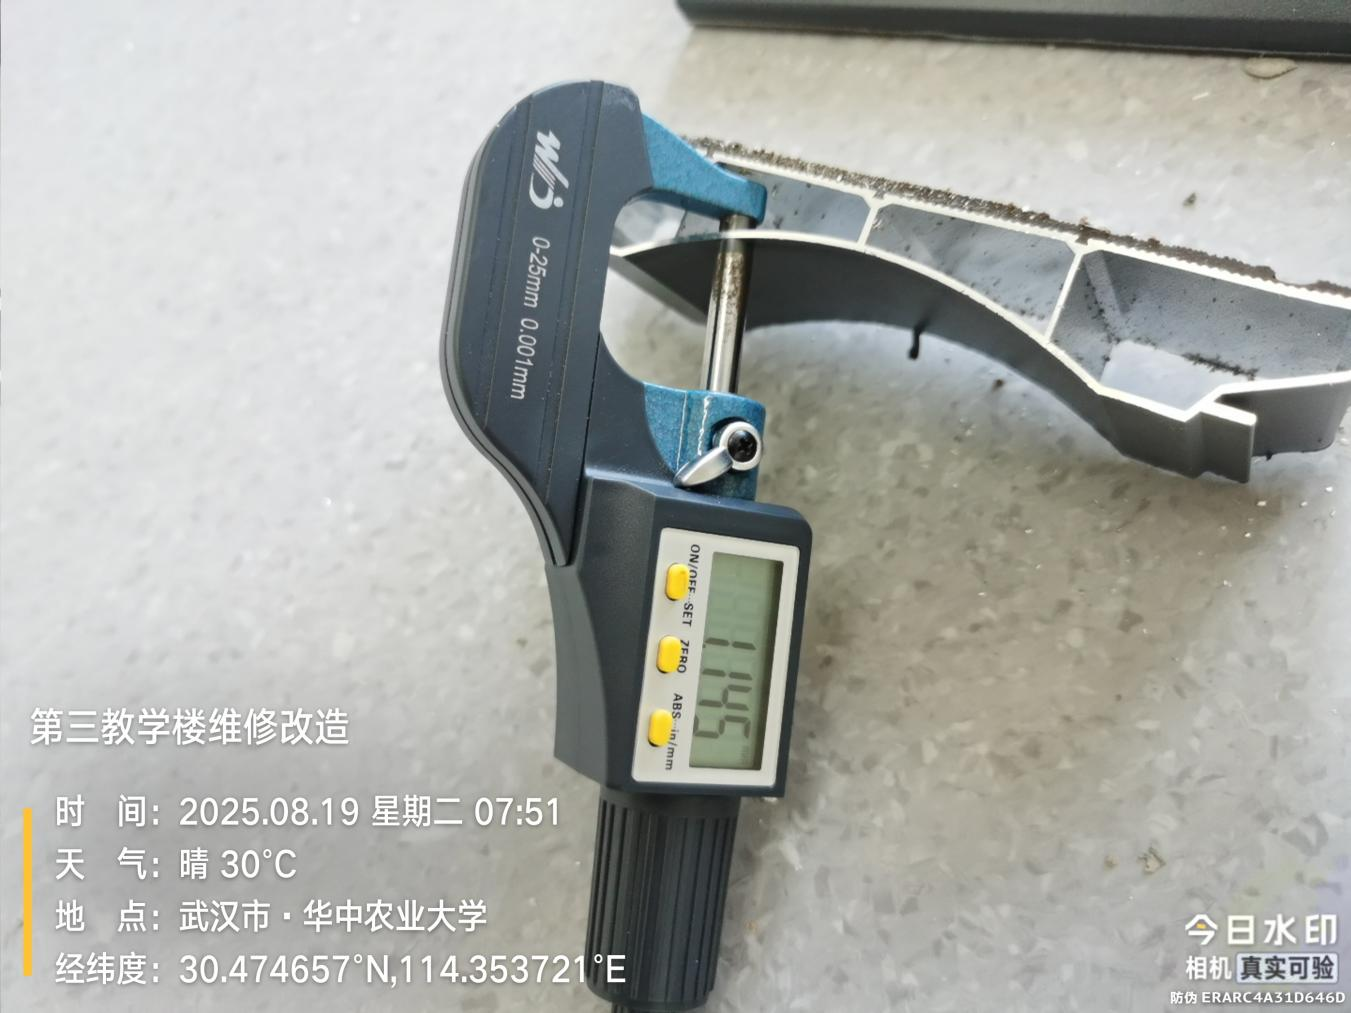 0-25mm 0.001mm
ON/OFF SET
ZERO
ABS in/mm
1.145
第三教学楼维修改造
时 间：2025.08.19 星期二 07:51
天 气：晴 30°C
地 点：武汉市·华中农业大学
经纬度：30.474657°N,114.353721°E
今日水印
相机 真实可验
防伪 ERARC4A31D646D